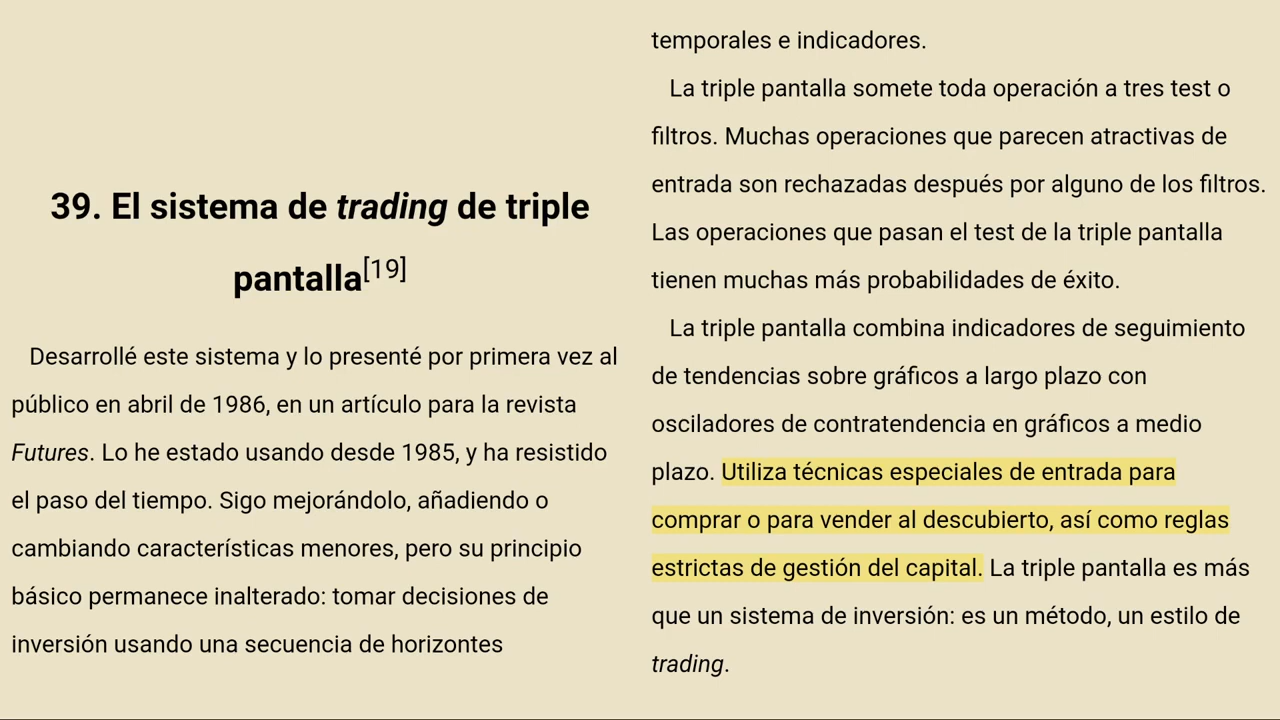 39. El sistema de trading de triple
pantalla[19]
Desarrollé este sistema y lo presenté por primera vez al
público en abril de 1986, en un artículo para la revista
Futures. Lo he estado usando desde 1985, y ha resistido
el paso del tiempo. Sigo mejorándolo, añadiendo o
cambiando características menores, pero su principio
básico permanece inalterado: tomar decisiones de
inversión usando una secuencia de horizontes
temporales e indicadores.
La triple pantalla somete toda operación a tres test o
filtros. Muchas operaciones que parecen atractivas de
entrada son rechazadas después por alguno de los filtros.
Las operaciones que pasan el test de la triple pantalla
tienen muchas más probabilidades de éxito.
La triple pantalla combina indicadores de seguimiento
de tendencias sobre gráficos a largo plazo con
osciladores de contratendencia en gráficos a medio
plazo. Utiliza técnicas especiales de entrada para
comprar o para vender al descubierto, así como reglas
estrictas de gestión del capital. La triple pantalla es más
que un sistema de inversión: es un método, un estilo de
trading.